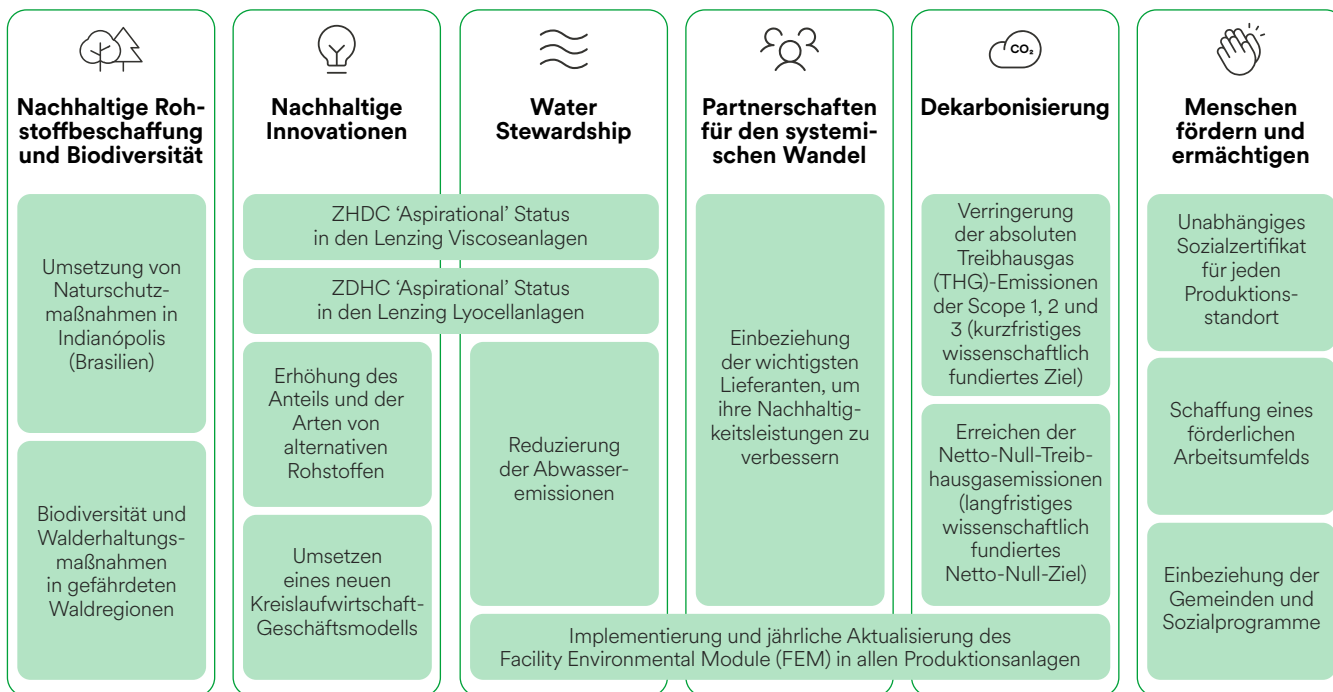 CO₂
Nachhaltige Roh-
stoffbeschaffung
und Biodiversität
Umsetzung von
Naturschutz-
maßnahmen in
Indianópolis
(Brasilien)
Biodiversität und
Walderhaltungs-
maßnahmen
in gefährdeten
Waldregionen
Nachhaltige
Innovationen
Water
Stewardship
ZHDC ‘Aspirational’ Status
in den Lenzing Viscoseanlagen
ZDHC ‘Aspirational’ Status
in den Lenzing Lyocellanlagen
Erhöhung des
Anteils und der
Arten von
alternativen
Rohstoffen
Umsetzen
eines neuen
Kreislaufwirtschaft-
Geschäftsmodells
Reduzierung
der Abwasser-
emissionen
Partnerschaften
für den systemi-
schen Wandel
Einbeziehung
der wichtigsten
Lieferanten, um
ihre Nachhaltig-
keitsleistungen zu
verbessern
Dekarbonisierung
Verringerung
der absoluten
Treibhausgas
(THG)-Emissionen
der Scope 1, 2 und
3 (kurzfristiges
wissenschaftlich
fundiertes Ziel)
Erreichen der
Netto-Null-Treib-
hausgasemissionen
(langfristiges
wissenschaftlich
fundiertes
Netto-Null-Ziel)
Implementierung und jährliche Aktualisierung des
Facility Environmental Module (FEM) in allen Produktionsanlagen
Menschen
fördern und
ermächtigen
Unabhängiges
Sozialzertifikat
für jeden
Produktions-
standort
Schaffung eines
förderlichen
Arbeitsumfelds
Einbeziehung der
Gemeinden und
Sozialprogramme